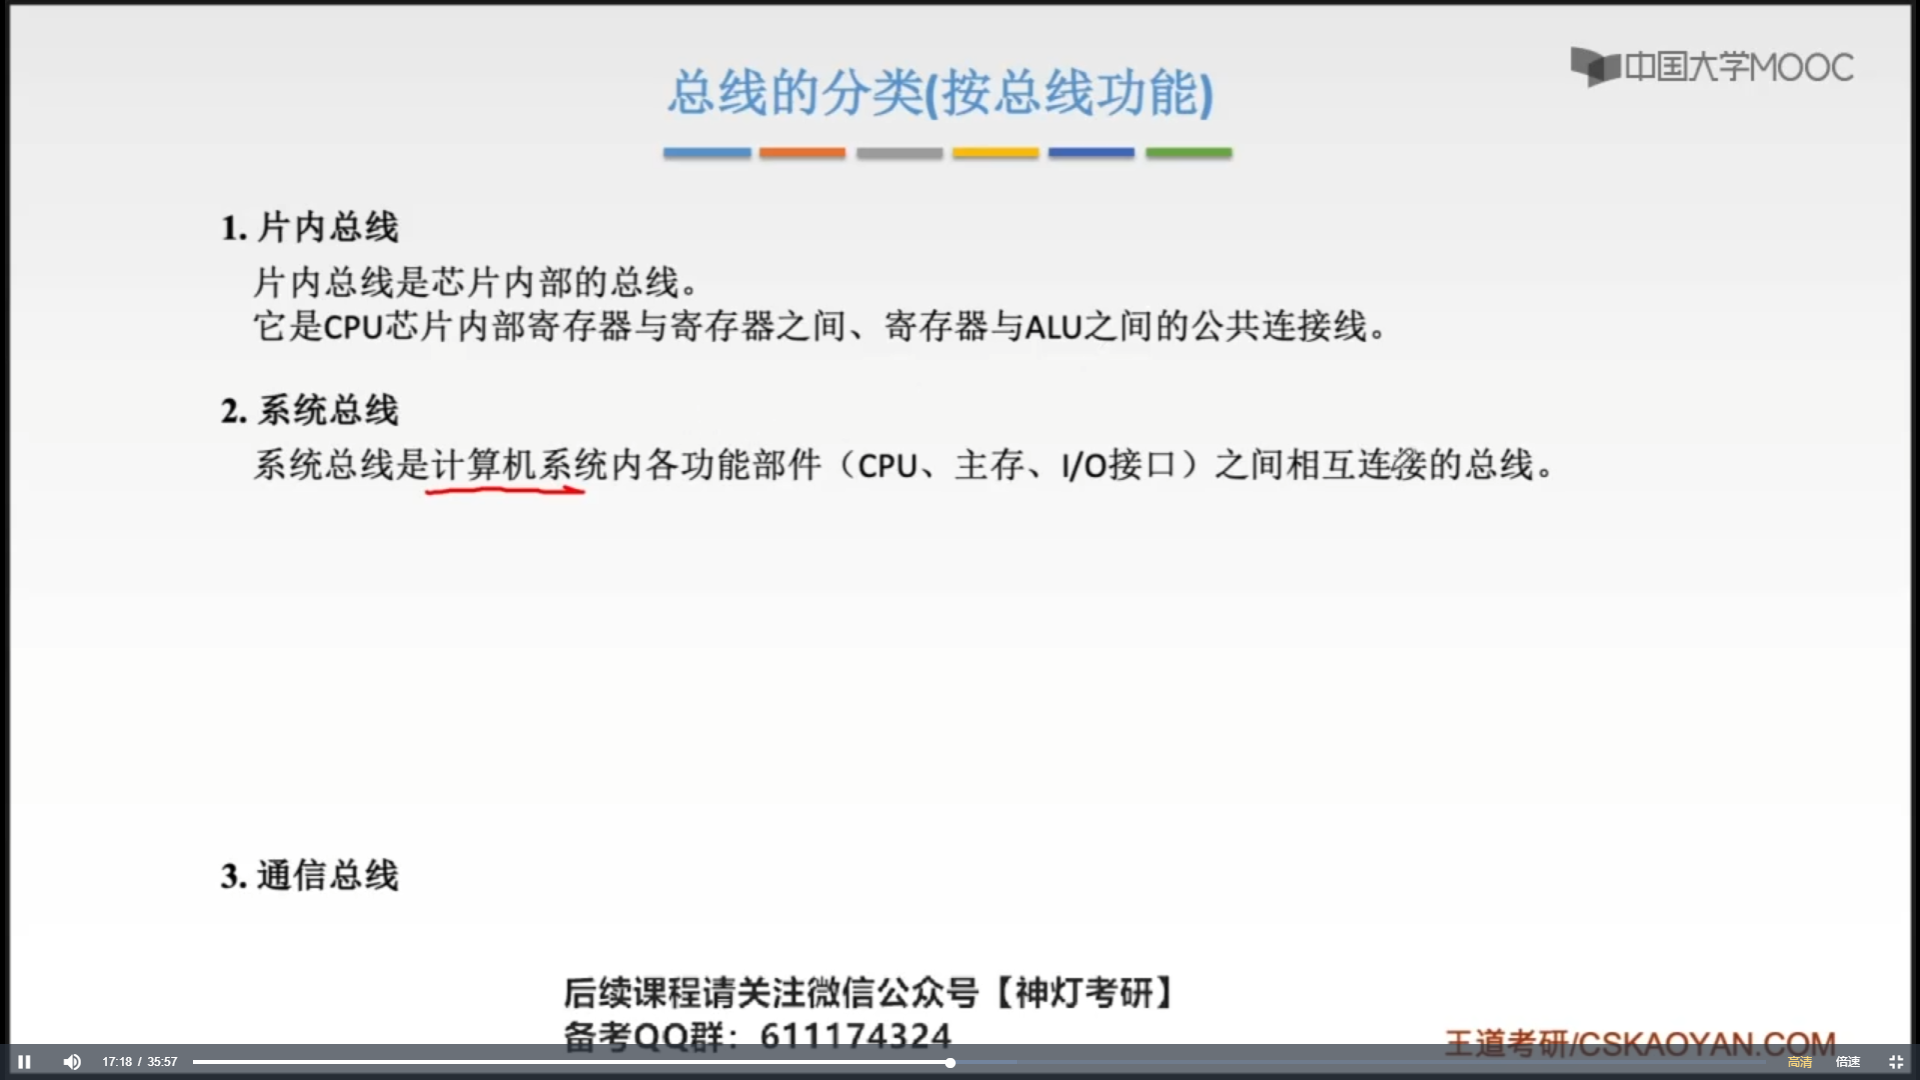 中国大学MOOC
总线的分类(按总线功能)
1. 片内总线
片内总线是芯片内部的总线。
它是CPU芯片内部寄存器与寄存器之间、寄存器与ALU之间的公共连接线。
2. 系统总线
系统总线是计算机系统内各功能部件（CPU、主存、I/O接口）之间相互连接的总线。
3. 通信总线
后续课程请关注微信公众号【神灯考研】
备考QQ群：611174324
王道考研/CSKAOYAN.COM
17:18 / 35:57
高清
倍速